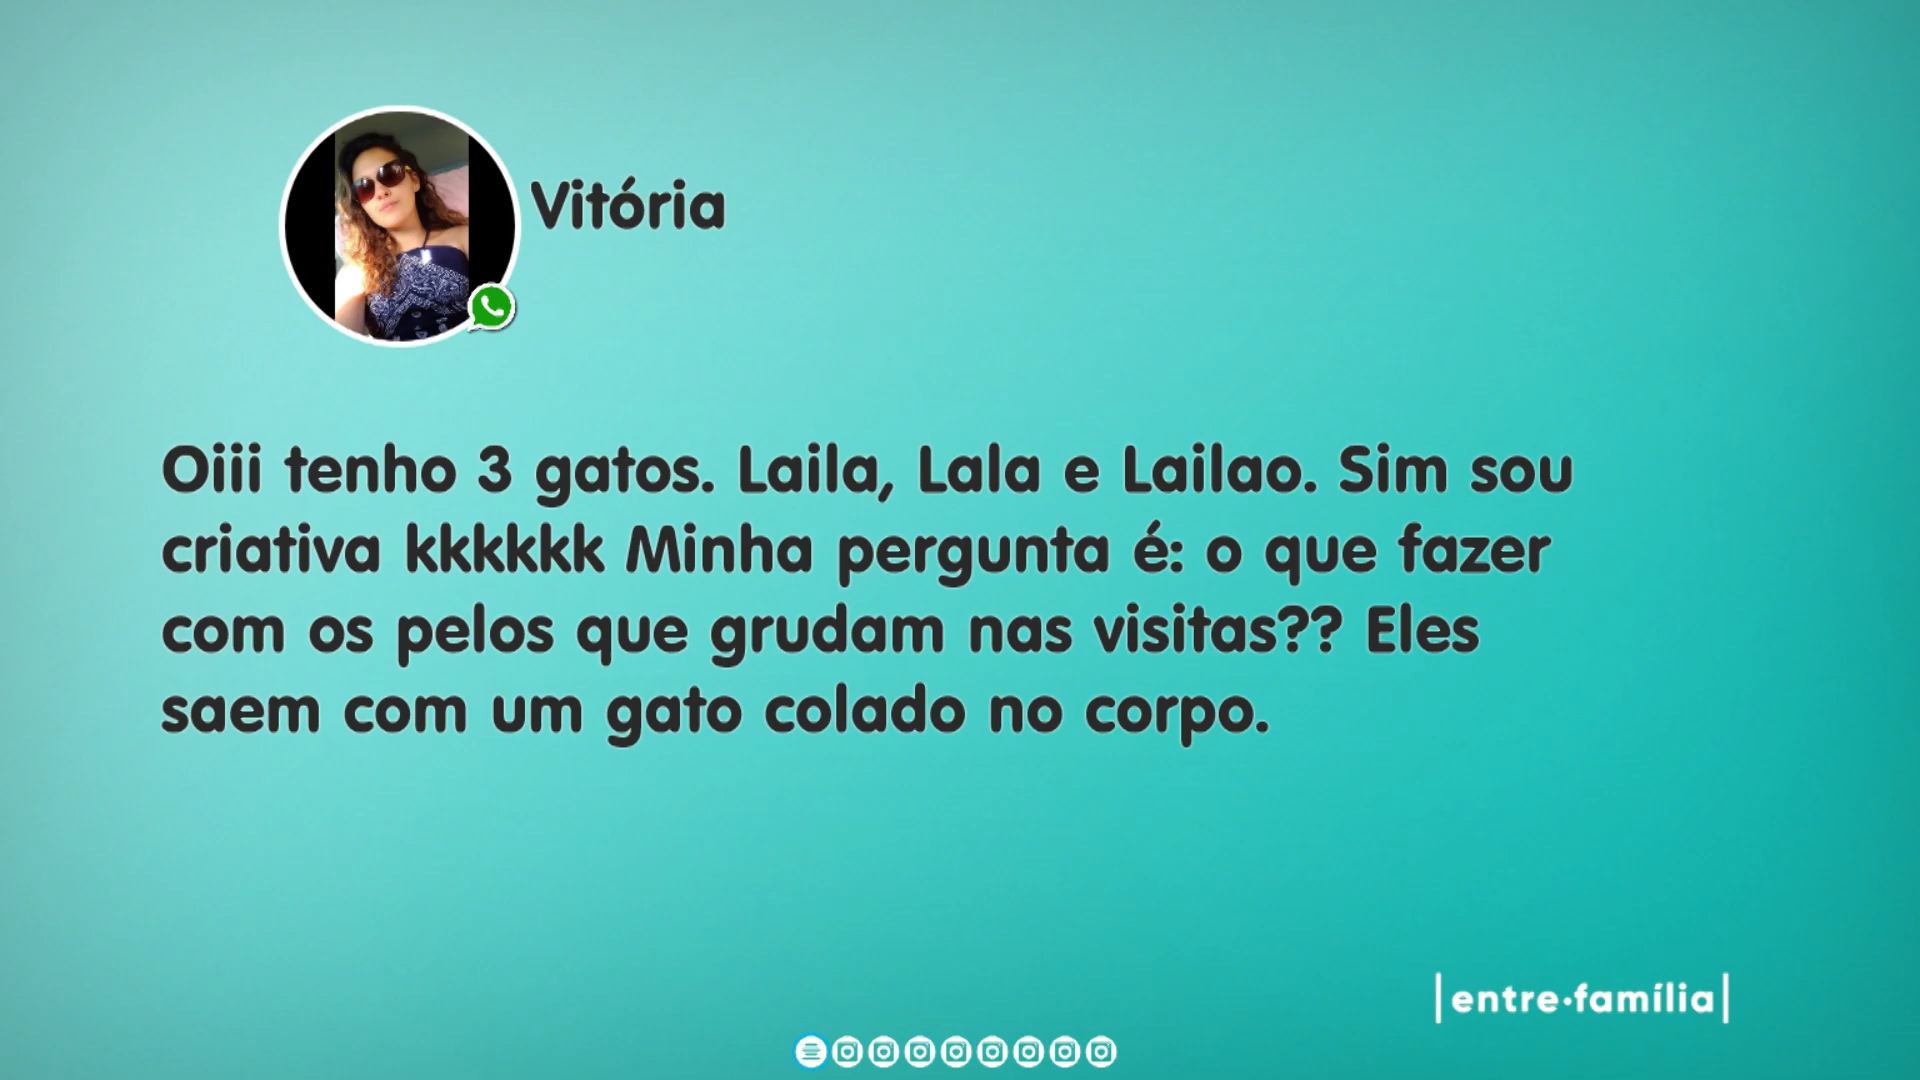 Vitória
Oiii tenho 3 gatos. Laila, Lala e Lailao. Sim sou
criativa kkkkkk Minha pergunta é: o que fazer
com os pelos que grudam nas visitas?? Eles
saem com um gato colado no corpo.
|entre•família|